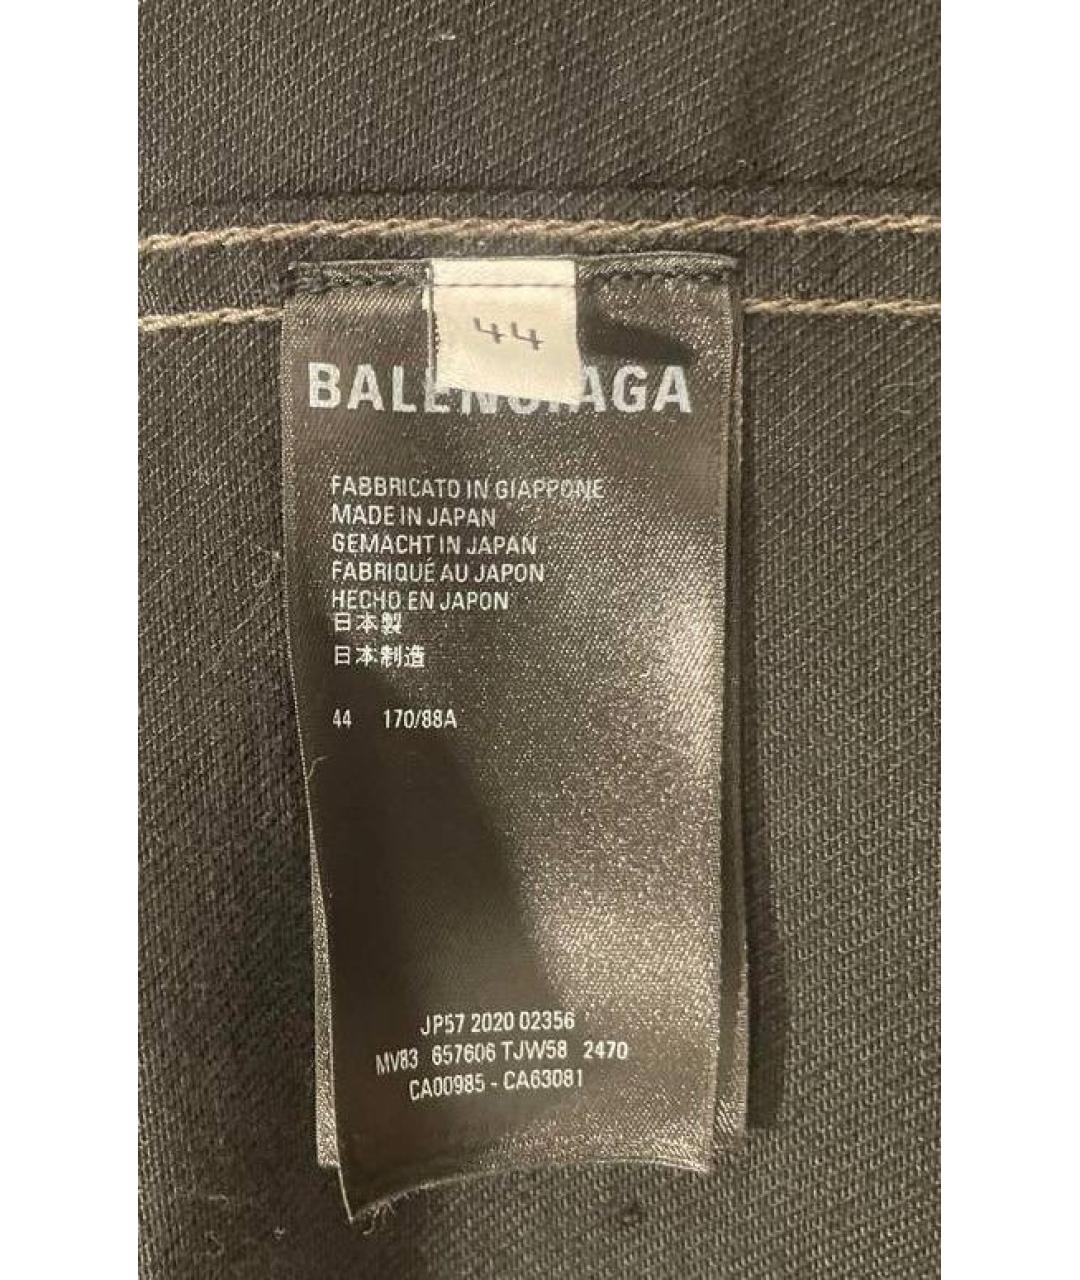 44
BALENCIAGA
FABBRICATO IN GIAPPONE
MADE IN JAPAN
GEMACHT IN JAPAN
FABRIQUÉ AU JAPON
HECHO EN JAPON
日本製
日本制造
44 170/88A
JP57 2020 02356
MV83 657606 TJW58 2470
CA00985 - CA63081